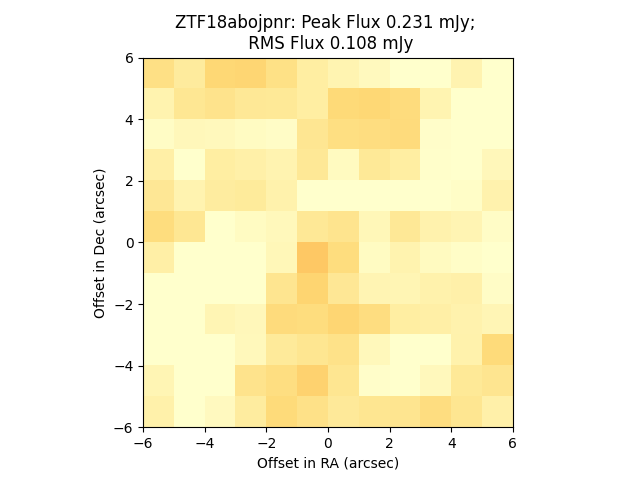 ZTF18abojpnr: Peak Flux 0.231 mJy;
RMS Flux 0.108 mJy
6
4
2
0
−2
−4
−6
Offset in Dec (arcsec)
−6 −4 −2 0 2 4 6
Offset in RA (arcsec)